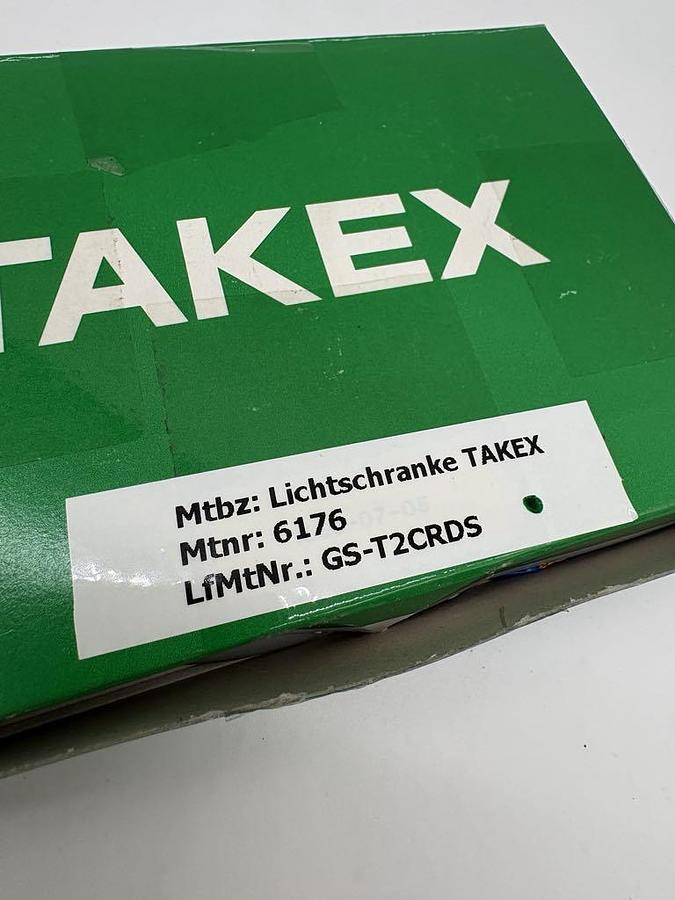 TAKEX
Mtbz: Lichtschranke TAKEX
Mtnr: 6176
LfMtNr.: GS-T2CRDS